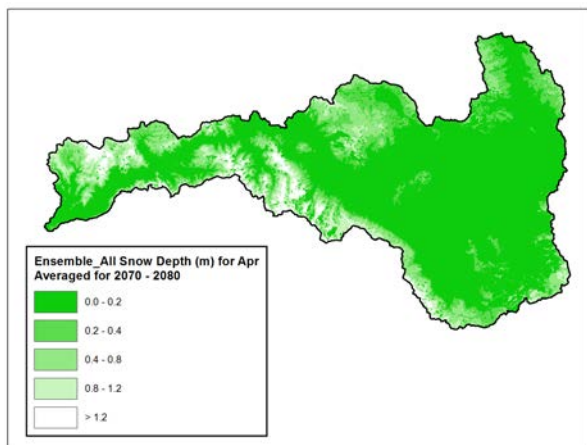 Ensemble_All Snow Depth (m) for Apr
Averaged for 2070 - 2080
0.0 - 0.2
0.2 - 0.4
0.4 - 0.8
0.8 - 1.2
> 1.2